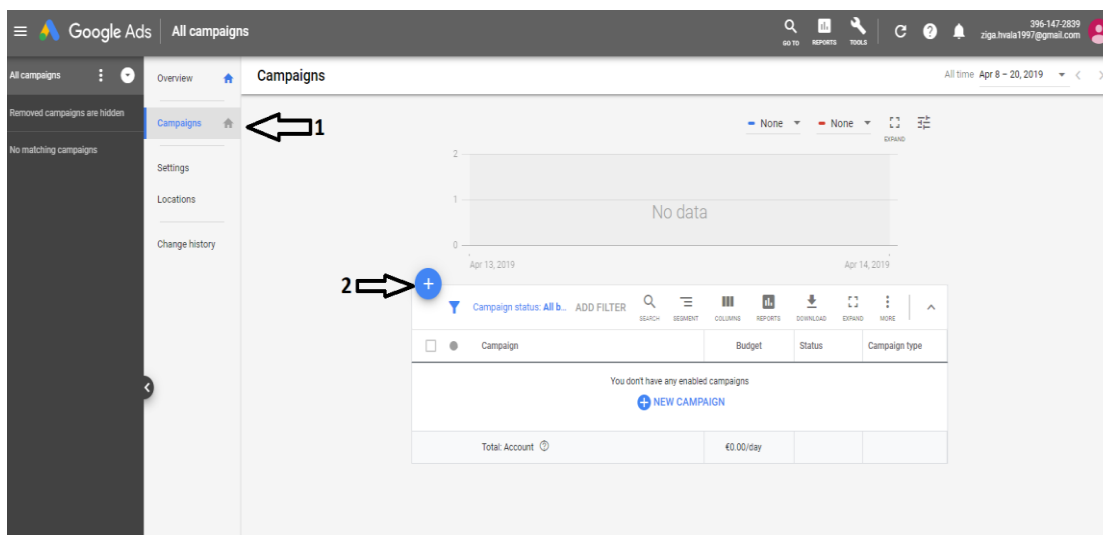 Google Ads All campaigns
GO TO REPORTS TOOLS
396-147-2839
ziga.hvala1997@gmail.com
All campaigns
Removed campaigns are hidden
No matching campaigns
Overview
Campaigns
Settings
Locations
Change history
Campaigns
All time Apr 8 – 20, 2019
1
None None
EXPAND
2
1
0
No data
Apr 13, 2019 Apr 14, 2019
2
Campaign status: All b... ADD FILTER
SEARCH SEGMENT COLUMNS REPORTS DOWNLOAD EXPAND MORE
Campaign Budget Status Campaign type
You don't have any enabled campaigns
NEW CAMPAIGN
Total: Account €0.00/day